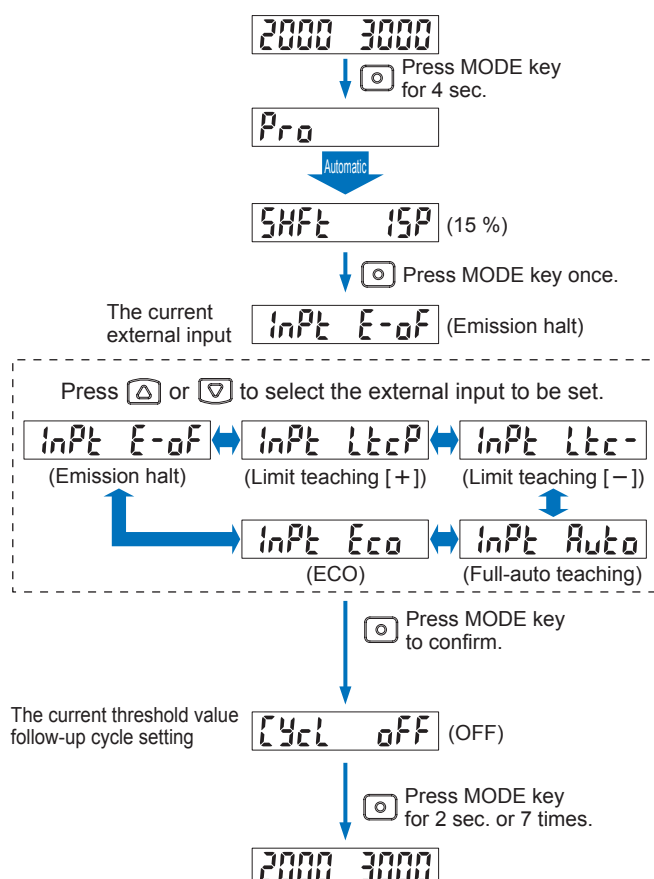 2000 3000
Press MODE key
for 4 sec.
Pro
Automatic
SHFt 15P (15 %)
Press MODE key once.
The current
external input
InPt E-oF (Emission halt)
Press or to select the external input to be set.
InPt E-oF InPt LtcP InPt Ltc-
(Emission halt) (Limit teaching [+]) (Limit teaching [−])
InPt Eco InPt Auto
(ECO) (Full-auto teaching)
Press MODE key
to confirm.
The current threshold value
follow-up cycle setting
CYcL oFF (OFF)
Press MODE key
for 2 sec. or 7 times.
2000 3000